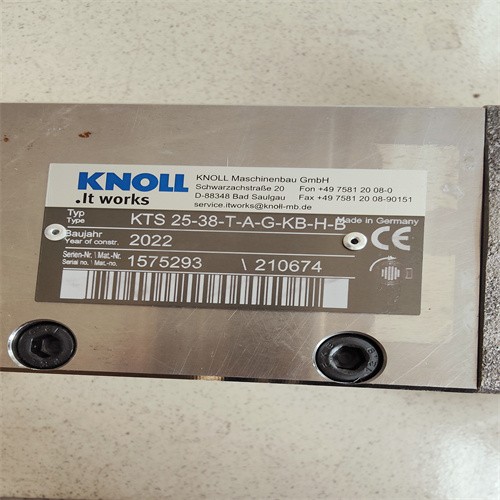 KNOLL
.It works
KNOLL Maschinenbau GmbH
Schwarzachstraße 20 Fon +49 7581 20 08-0
D-88348 Bad Saulgau Fax +49 7581 20 08-90151
service.itworks@knoll-mb.de
Typ
Type KTS 25-38-T-A-G-KB-H-B
Made in Germany
Baujahr
Year of constr. 2022
CE
Serien-Nr. \ Mat.-Nr.
Serial no. \ Mat.-no. 1575293 \ 210674